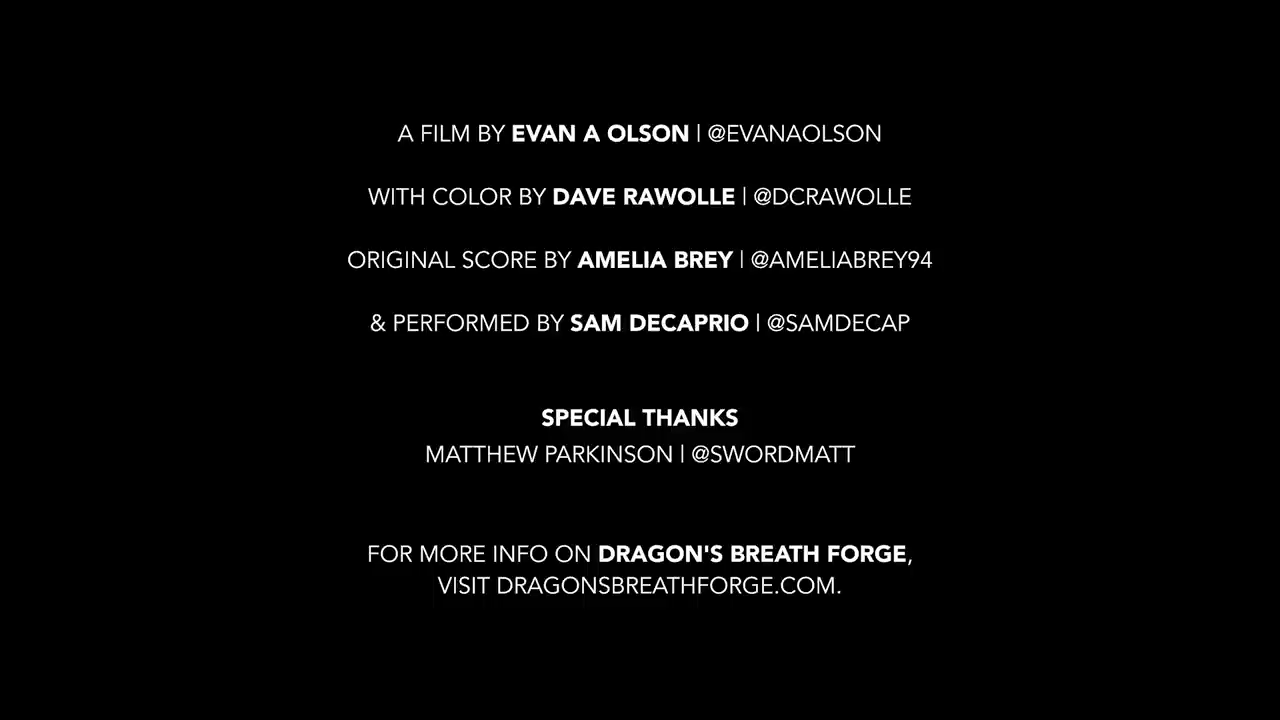 A FILM BY EVAN A OLSON | @EVANAOLSON
WITH COLOR BY DAVE RAWOLLE | @DCRAWOLLE
ORIGINAL SCORE BY AMELIA BREY | @AMELIABREY94
& PERFORMED BY SAM DECAPRIO | @SAMDECAP
SPECIAL THANKS
MATTHEW PARKINSON | @SWORDMATT
FOR MORE INFO ON DRAGON'S BREATH FORGE,
VISIT DRAGONSBREATHFORGE.COM.